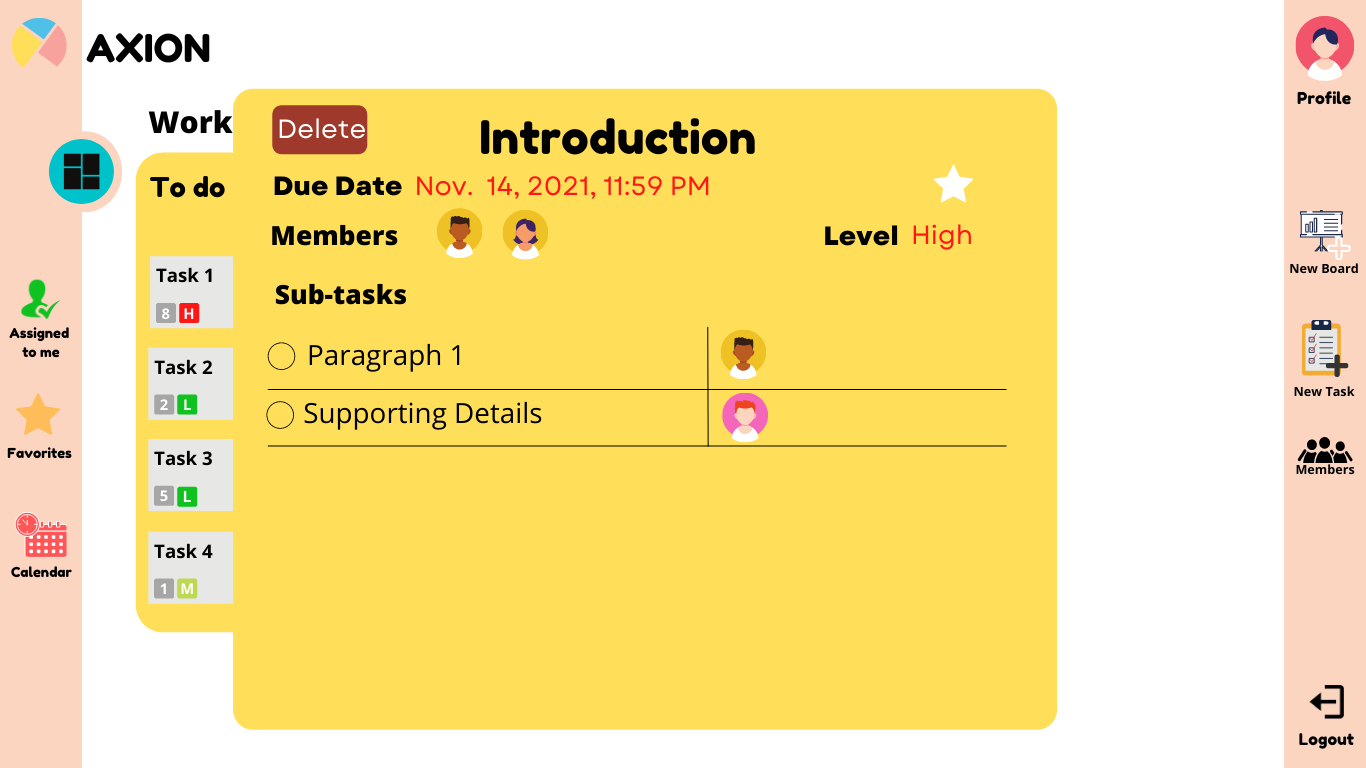 AXION
Work
To do
Task 1
8 H
Task 2
2 L
Task 3
5 L
Task 4
1 M
Assigned
to me
Favorites
Calendar
Delete
Introduction
Due Date Nov. 14, 2021, 11:59 PM
Members
Level High
Sub-tasks
Paragraph 1
Supporting Details
Profile
New Board
New Task
Members
Logout